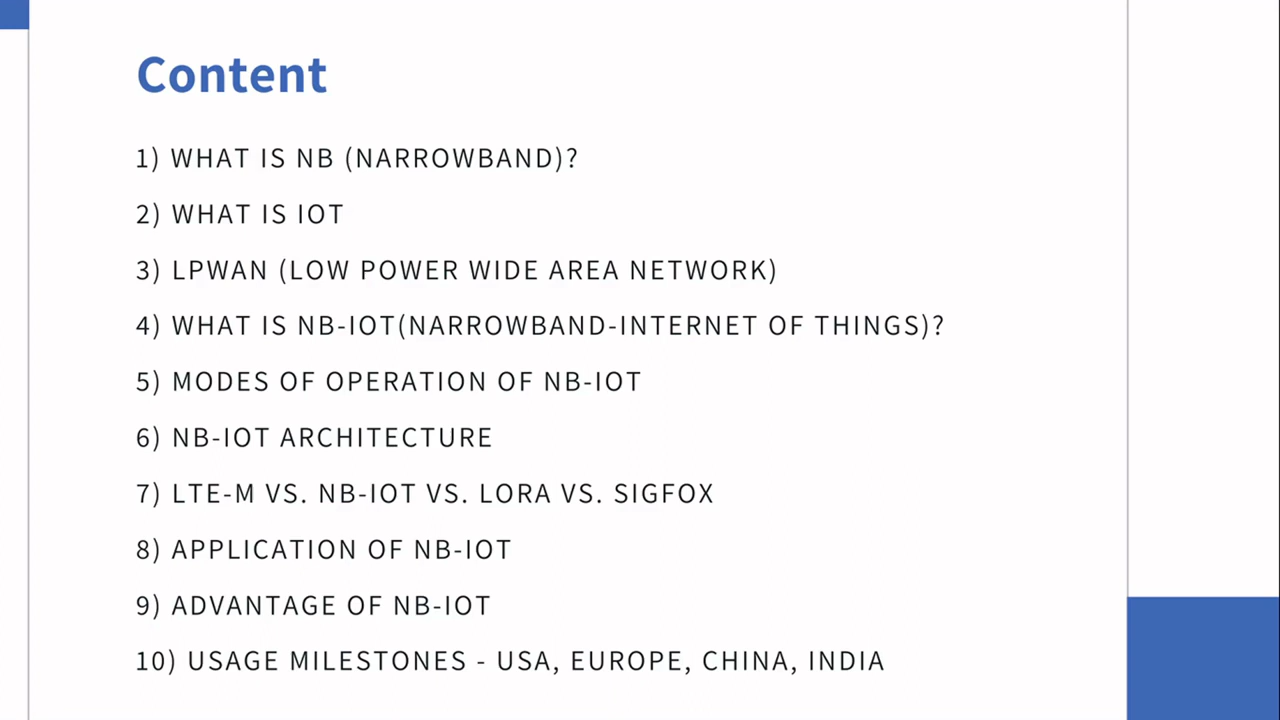 Content
1) WHAT IS NB (NARROWBAND)?
2) WHAT IS IOT
3) LPWAN (LOW POWER WIDE AREA NETWORK)
4) WHAT IS NB-IOT(NARROWBAND-INTERNET OF THINGS)?
5) MODES OF OPERATION OF NB-IOT
6) NB-IOT ARCHITECTURE
7) LTE-M VS. NB-IOT VS. LORA VS. SIGFOX
8) APPLICATION OF NB-IOT
9) ADVANTAGE OF NB-IOT
10) USAGE MILESTONES - USA, EUROPE, CHINA, INDIA